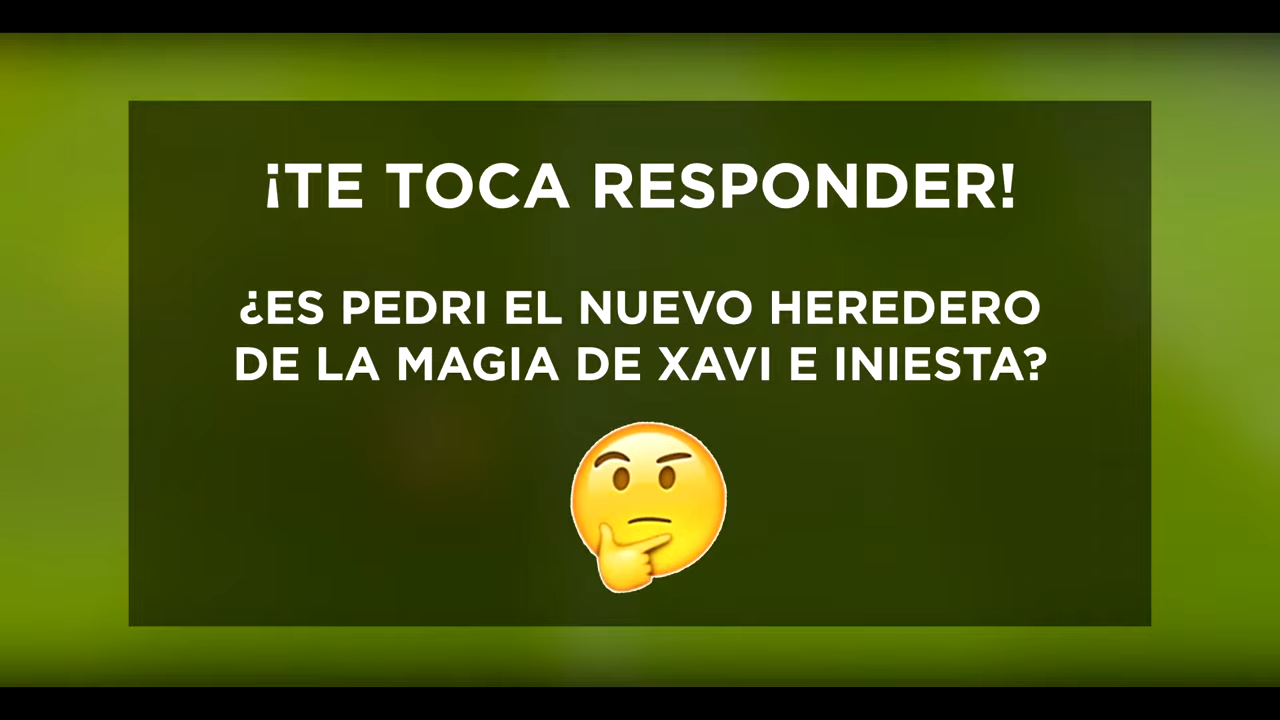 ¡TE TOCA RESPONDER!
¿ES PEDRI EL NUEVO HEREDERO
DE LA MAGIA DE XAVI E INIESTA?